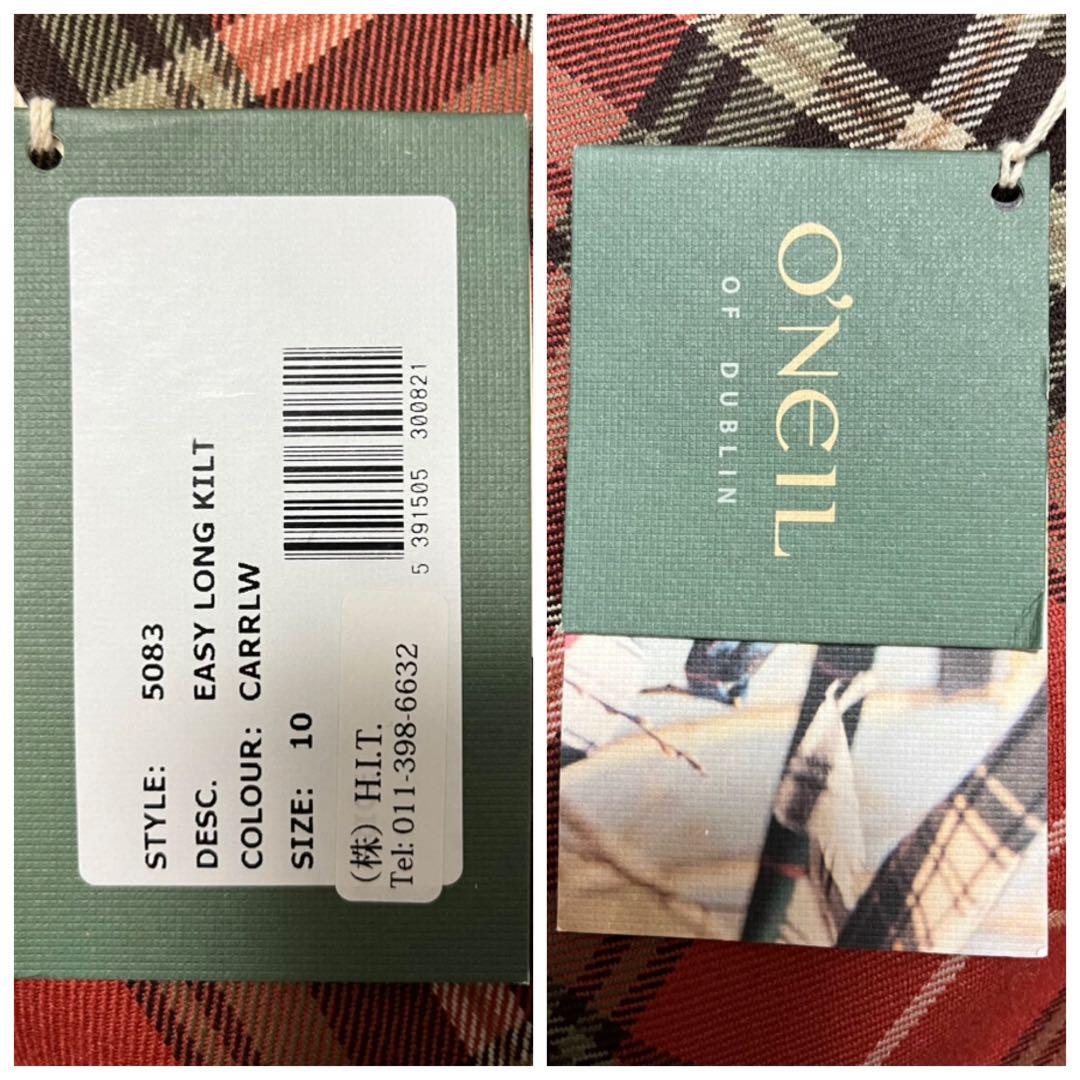 STYLE: 5083
DESC. EASY LONG KILT
COLOUR: CARRLW
SIZE: 10
5 391505 300821
(株) H.I.T.
Tel: 011-398-6632
O'NEIL
OF DUBLIN